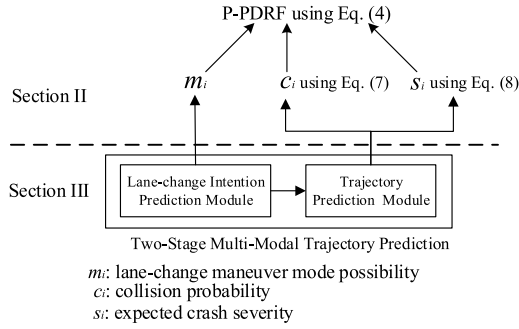 P-PDRF using Eq. (4)
mi
ci using Eq. (7)
si using Eq. (8)
Section II
Section III
Lane-change Intention
Prediction Module
Trajectory
Prediction Module
Two-Stage Multi-Modal Trajectory Prediction
mi: lane-change maneuver mode possibility
ci: collision probability
si: expected crash severity